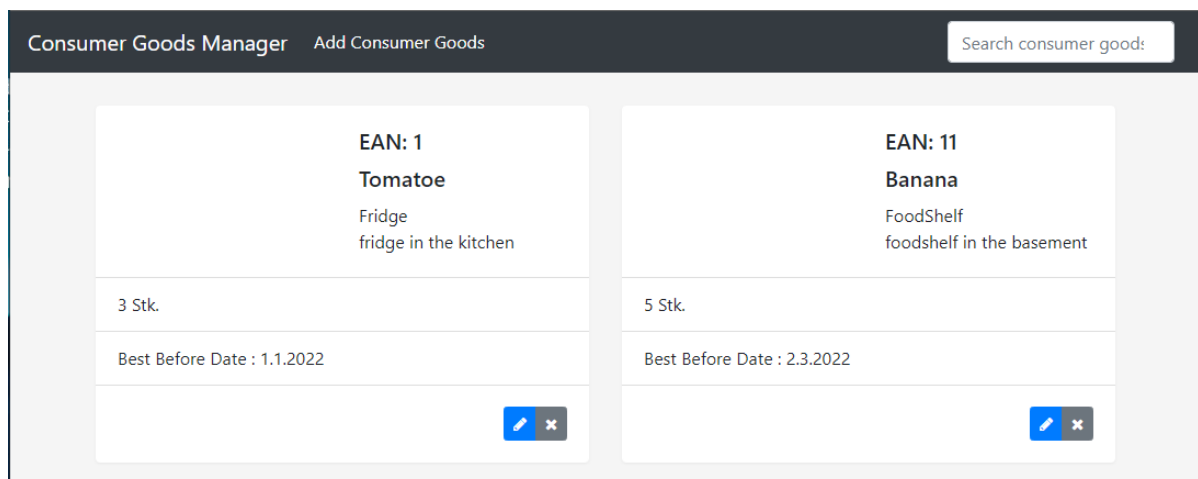 Consumer Goods Manager Add Consumer Goods Search consumer goods
EAN: 1
Tomatoe
Fridge
fridge in the kitchen
3 Stk.
Best Before Date : 1.1.2022
EAN: 11
Banana
FoodShelf
foodshelf in the basement
5 Stk.
Best Before Date : 2.3.2022